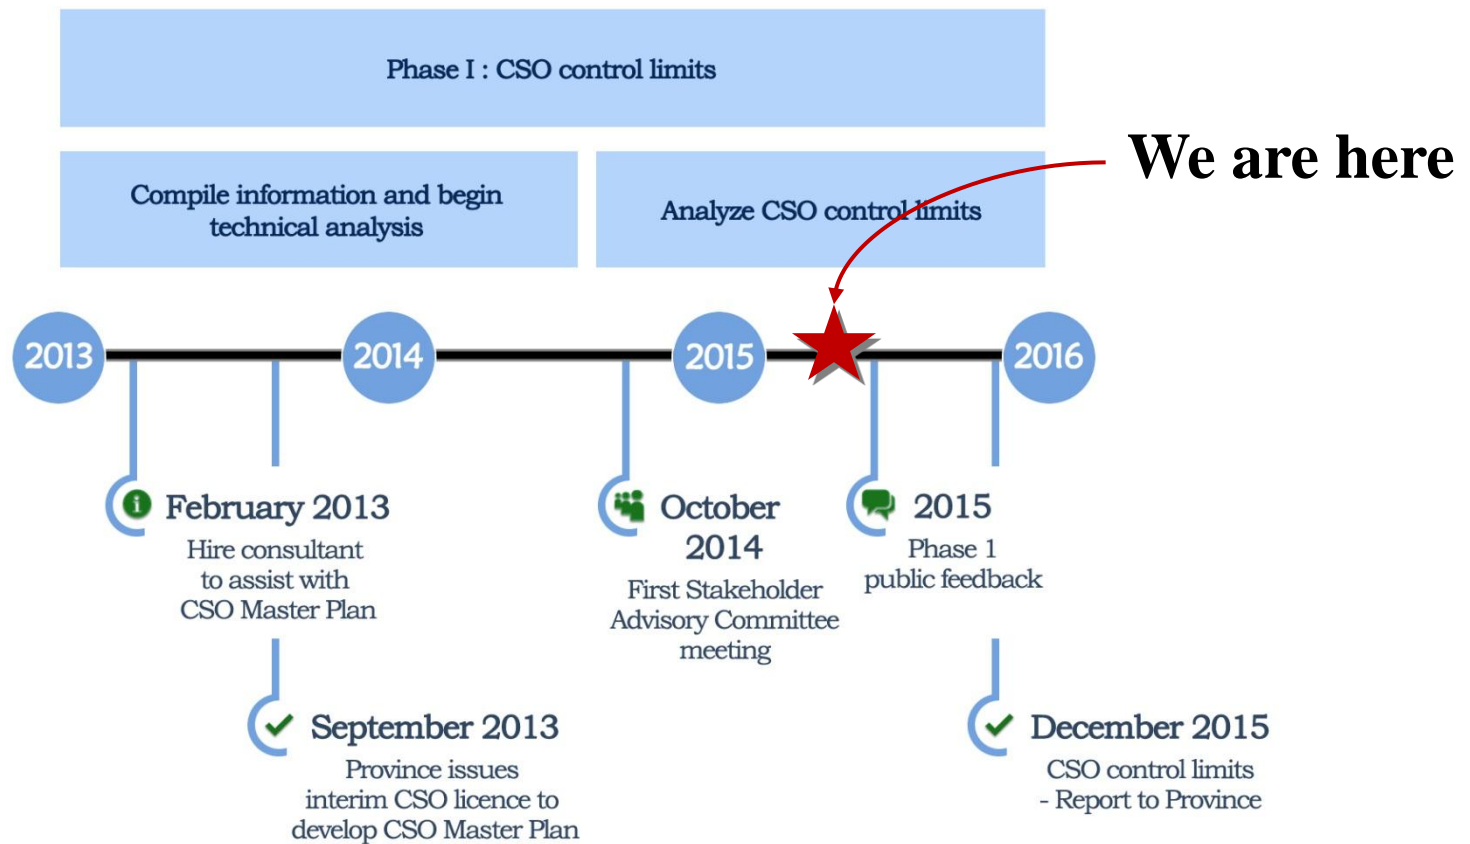 Phase I : CSO control limits
We are here
Compile information and begin
technical analysis
Analyze CSO control limits
2013
2014
2015
2016
February 2013
Hire consultant
to assist with
CSO Master Plan
October
2014
First Stakeholder
Advisory Committee
meeting
2015
Phase 1
public feedback
September 2013
Province issues
interim CSO licence to
develop CSO Master Plan
December 2015
CSO control limits
- Report to Province